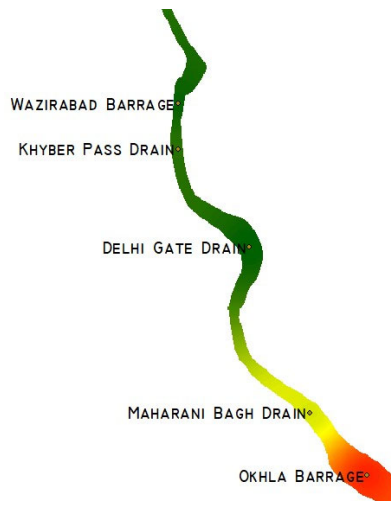 WAZIRABAD BARRAGE
KHYBER PASS DRAIN
DELHI GATE DRAIN
MAHARANI BAGH DRAIN
OKHLA BARRAGE